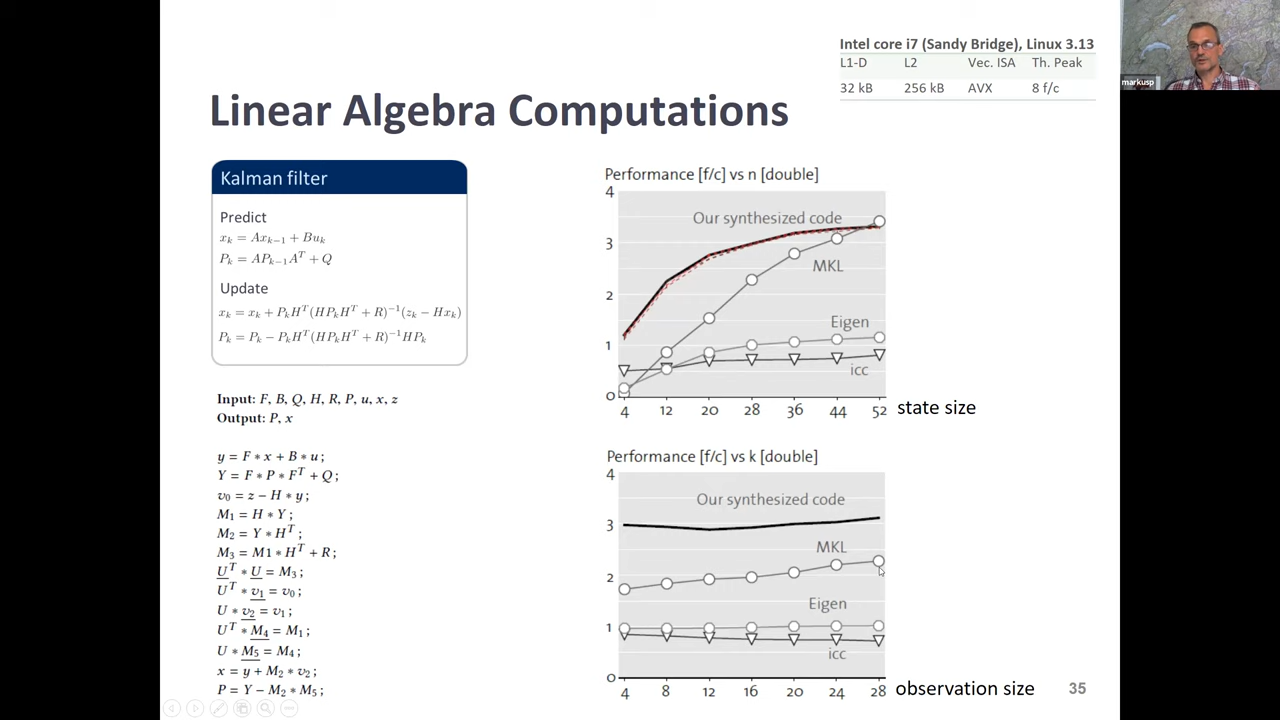 Intel core i7 (Sandy Bridge), Linux 3.13
L1-D L2 Vec. ISA Th. Peak
32 kB 256 kB AVX 8 f/c
markusp
Linear Algebra Computations
Kalman filter
Predict
x_k = Ax_{k−1} + Bu_k
P_k = AP_{k−1}A^T + Q
Update
x_k = x_k + P_kH^T(HP_kH^T + R)^{−1}(z_k − Hx_k)
P_k = P_k − P_kH^T(HP_kH^T + R)^{−1}HP_k
Input: F, B, Q, H, R, P, u, x, z
Output: P, x
y = F * x + B * u;
Y = F * P * F^T + Q;
v_0 = z − H * y;
M_1 = H * Y;
M_2 = Y * H^T;
M_3 = M1 * H^T + R;
U^T * U = M_3;
U^T * v_1 = v_0;
U * v_2 = v_1;
U^T * M_4 = M_1;
U * M_5 = M_4;
x = y + M_2 * v_2;
P = Y − M_2 * M_5;
Performance [f/c] vs n [double]
4
Our synthesized code
3
MKL
2
Eigen
1
icc
0
4 12 20 28 36 44 52
state size
Performance [f/c] vs k [double]
4
Our synthesized code
3
MKL
2
Eigen
1
icc
0
4 8 12 16 20 24 28
observation size
35